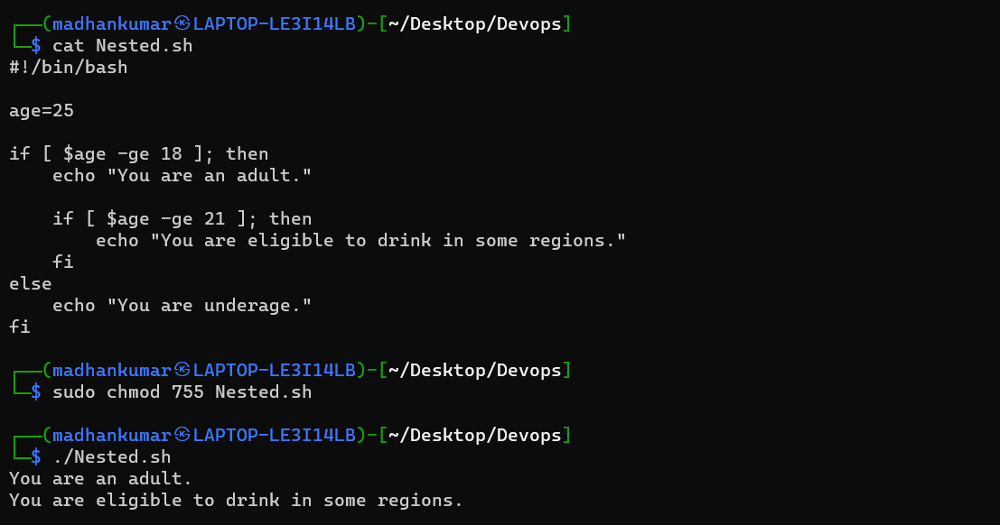 ┌──(madhankumar㉿LAPTOP-LE3I14LB)-[~/Desktop/Devops]
└─$ cat Nested.sh
#!/bin/bash

age=25

if [ $age -ge 18 ]; then
    echo "You are an adult."

    if [ $age -ge 21 ]; then
        echo "You are eligible to drink in some regions."
    fi
else
    echo "You are underage."
fi

┌──(madhankumar㉿LAPTOP-LE3I14LB)-[~/Desktop/Devops]
└─$ sudo chmod 755 Nested.sh

┌──(madhankumar㉿LAPTOP-LE3I14LB)-[~/Desktop/Devops]
└─$ ./Nested.sh
You are an adult.
You are eligible to drink in some regions.